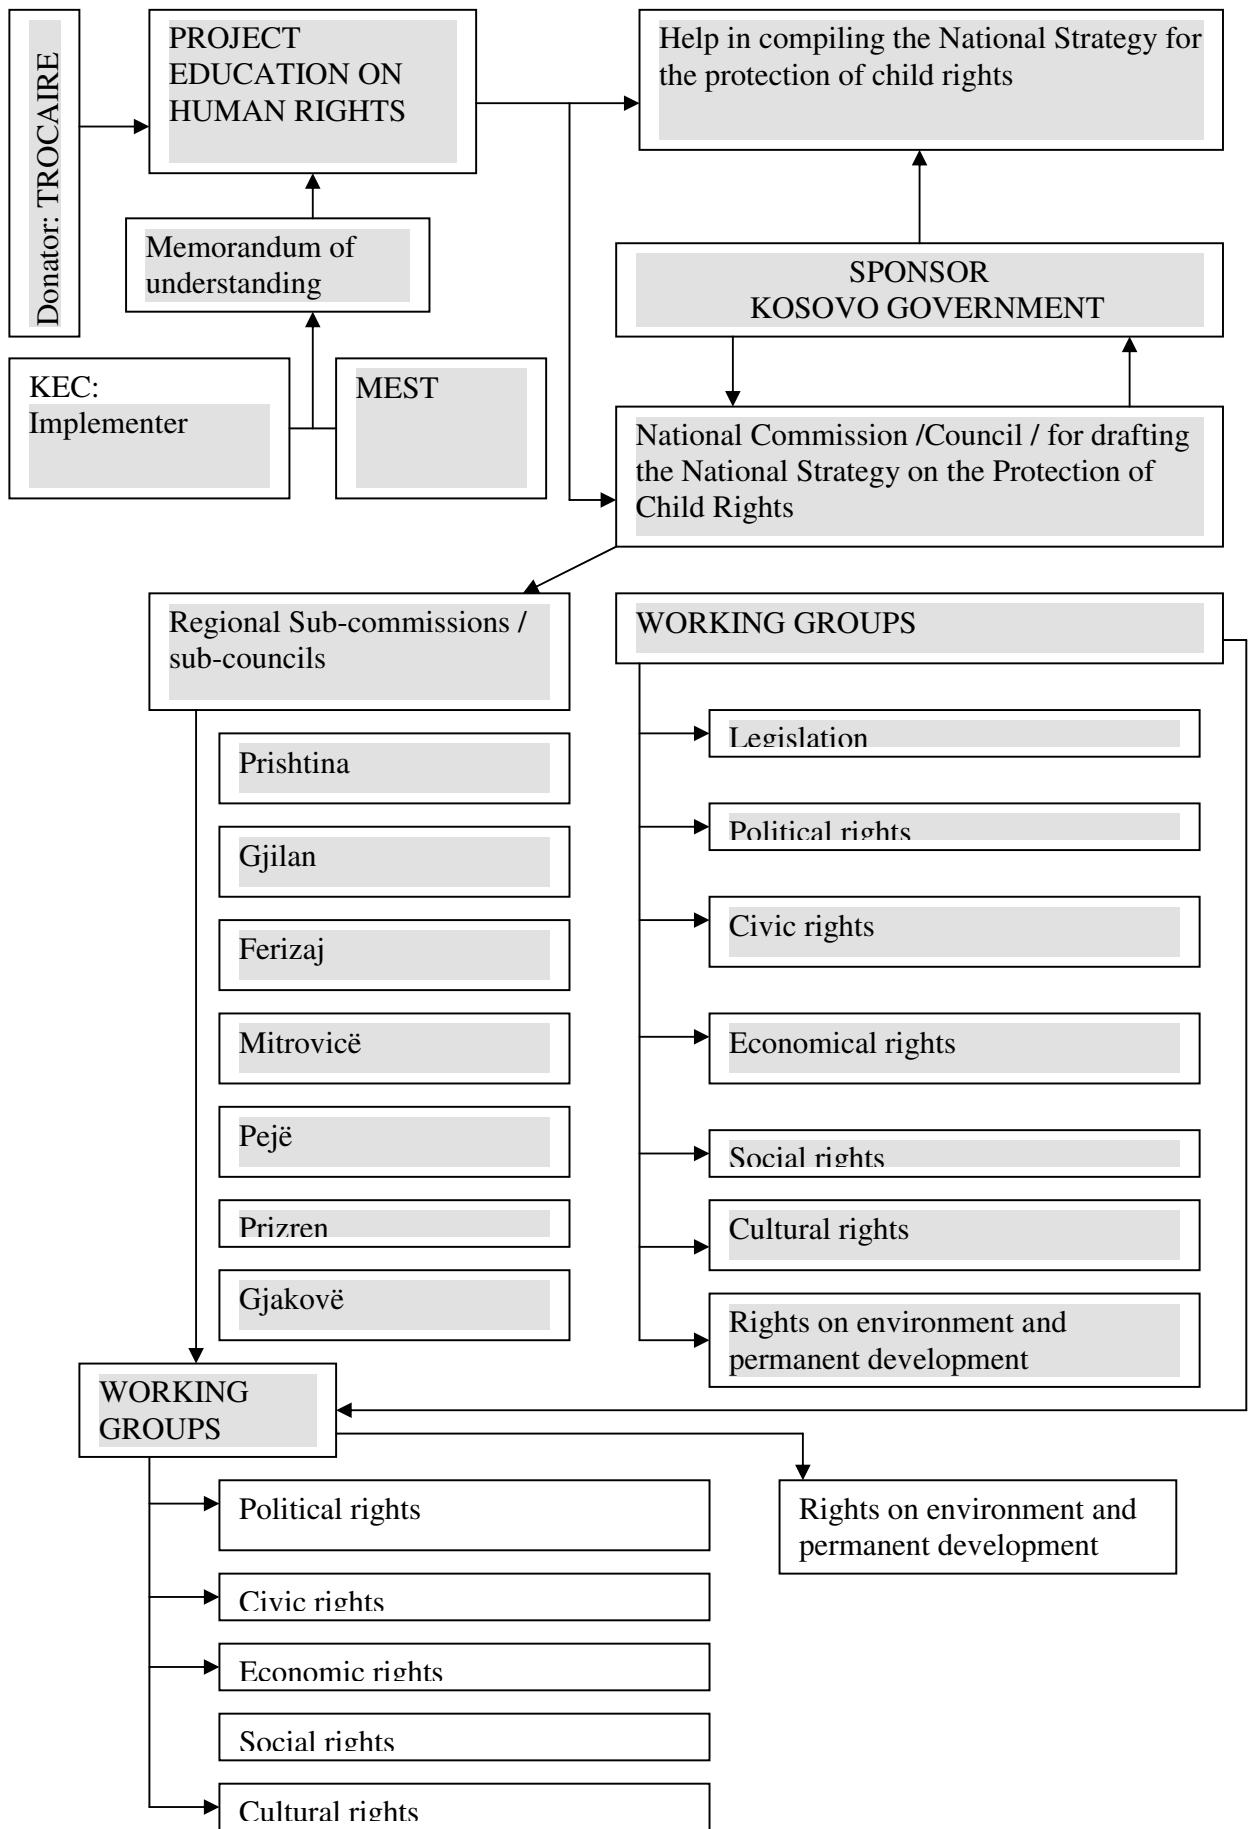 Donator: TROCAIRE
PROJECT
EDUCATION ON
HUMAN RIGHTS
Help in compiling the National Strategy for
the protection of child rights
Memorandum of
understanding
SPONSOR
KOSOVO GOVERNMENT
KEC:
Implementer
MEST
National Commission /Council / for drafting
the National Strategy on the Protection of
Child Rights
Regional Sub-commissions /
sub-councils
Prishtina
Gjilan
Ferizaj
Mitrovicë
Pejë
Prizren
Gjakovë
WORKING GROUPS
Legislation
Political rights
Civic rights
Economical rights
Social rights
Cultural rights
Rights on environment and
permanent development
WORKING
GROUPS
Political rights
Civic rights
Economic rights
Social rights
Cultural rights
Rights on environment and
permanent development